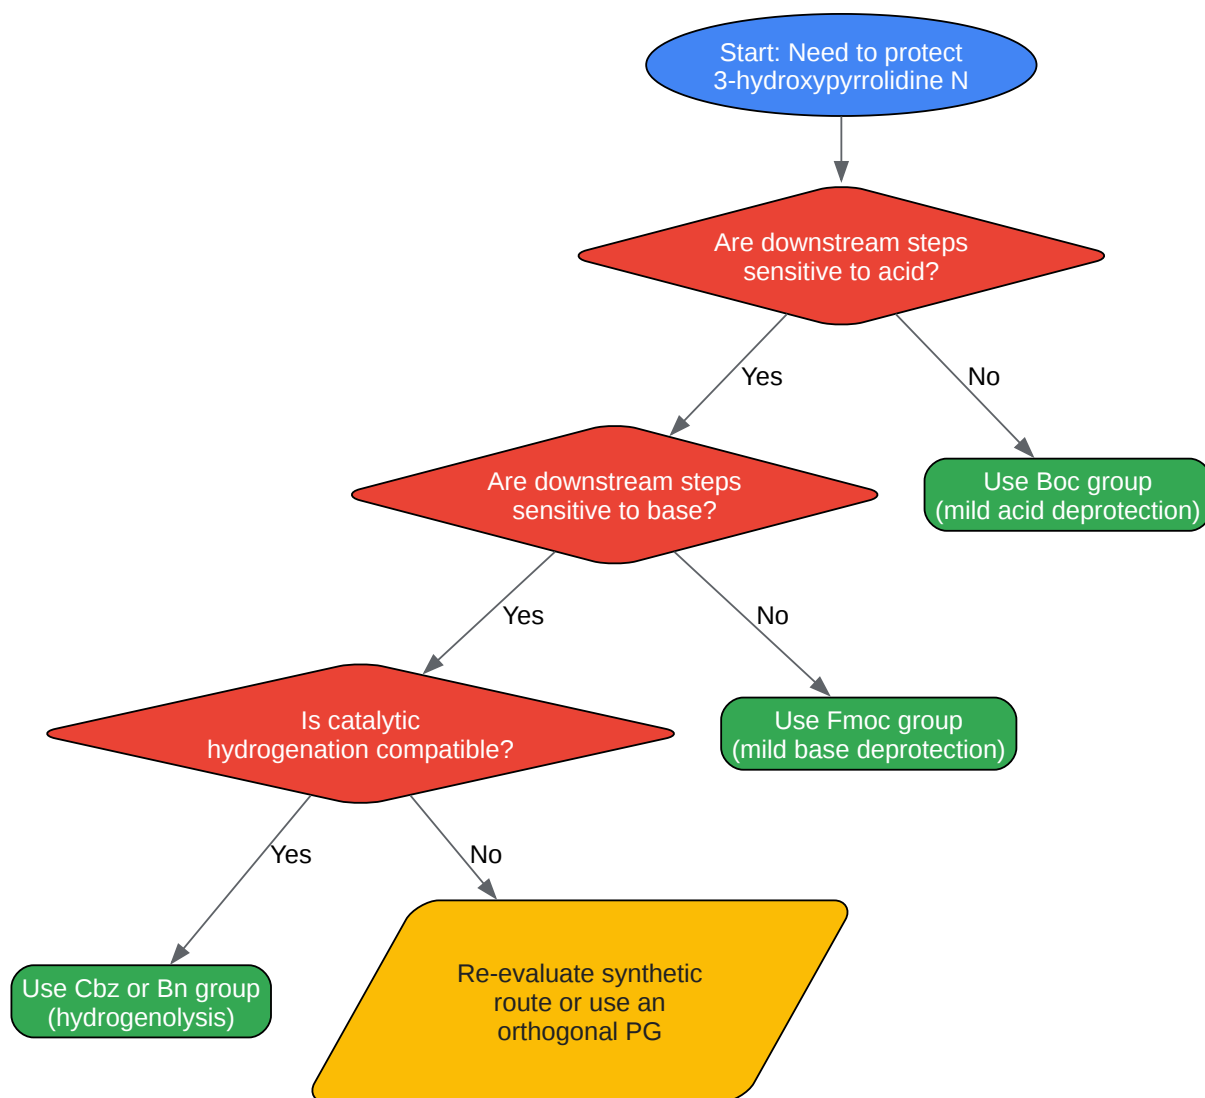 Start: Need to protect
3-hydroxypyrrolidine N
Are downstream steps
sensitive to acid?
Yes
No
Are downstream steps
sensitive to base?
Use Boc group
(mild acid deprotection)
Yes
No
Is catalytic
hydrogenation compatible?
Use Fmoc group
(mild base deprotection)
Yes
No
Use Cbz or Bn group
(hydrogenolysis)
Re-evaluate synthetic
route or use an
orthogonal PG